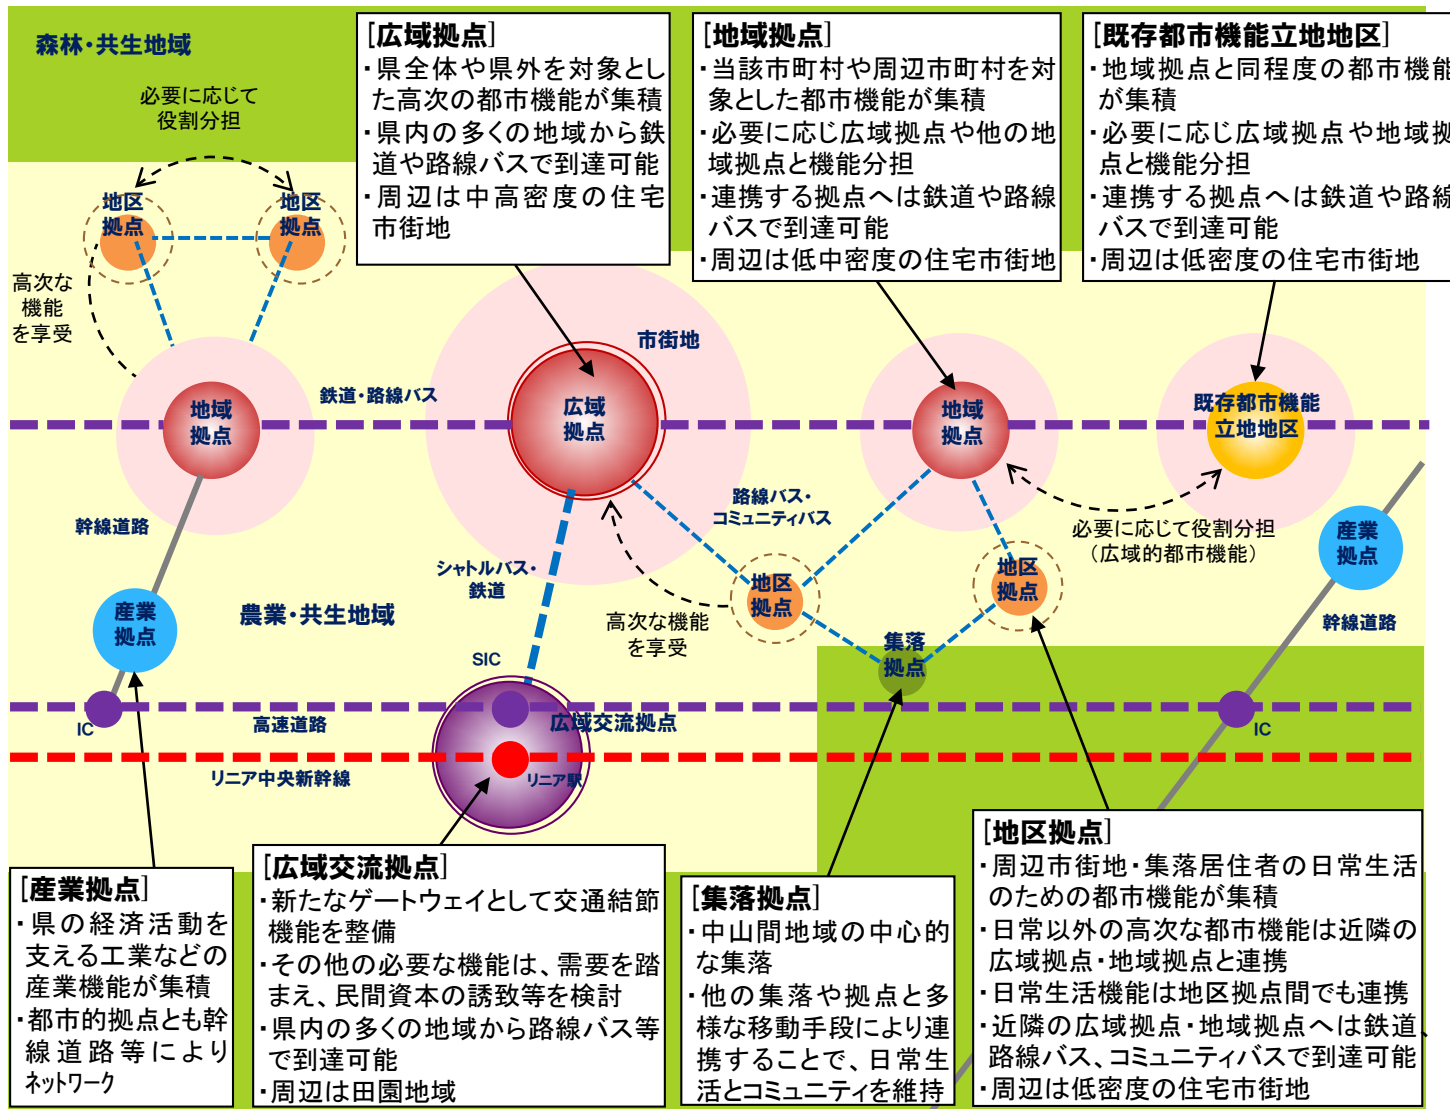 森林・共生地域
必要に応じて
役割分担
[広域拠点]
・県全体や県外を対象とし
た高次の都市機能が集積
・県内の多くの地域から鉄
道や路線バスで到達可能
・周辺は中高密度の住宅
市街地
[地域拠点]
・当該市町村や周辺市町村を対
象とした都市機能が集積
・必要に応じ広域拠点や他の地
域拠点と機能分担
・連携する拠点へは鉄道や路線
バスで到達可能
・周辺は低中密度の住宅市街地
[既存都市機能立地地区]
・地域拠点と同程度の都市機能
が集積
・必要に応じ広域拠点や地域拠
点と機能分担
・連携する拠点へは鉄道や路線
バスで到達可能
・周辺は低密度の住宅市街地
地区
拠点
地区
拠点
高次な
機能
を享受
市街地
鉄道・路線バス
地域
拠点
広域
拠点
地域
拠点
既存都市機能
立地地区
幹線道路
路線バス・
コミュニティバス
必要に応じて役割分担
（広域的都市機能）
産業
拠点
シャトルバス・
鉄道
地区
拠点
地区
拠点
産業
拠点
農業・共生地域
高次な機能
を享受
集落
拠点
幹線道路
SIC
IC
高速道路
広域交流拠点
IC
リニア中央新幹線
リニア駅
[産業拠点]
・県の経済活動を
支える工業などの
産業機能が集積
・都市的拠点とも幹
線道路等により
ネットワーク
[広域交流拠点]
・新たなゲートウェイとして交通結節
機能を整備
・その他の必要な機能は、需要を踏
まえ、民間資本の誘致等を検討
・県内の多くの地域から路線バス等
で到達可能
・周辺は田園地域
[集落拠点]
・中山間地域の中心的
な集落
・他の集落や拠点と多
様な移動手段により連
携することで、日常生
活とコミュニティを維持
[地区拠点]
・周辺市街地・集落居住者の日常生活
のための都市機能が集積
・日常以外の高次な都市機能は近隣の
広域拠点・地域拠点と連携
・日常生活機能は地区拠点間でも連携
・近隣の広域拠点・地域拠点へは鉄道、
路線バス、コミュニティバスで到達可能
・周辺は低密度の住宅市街地